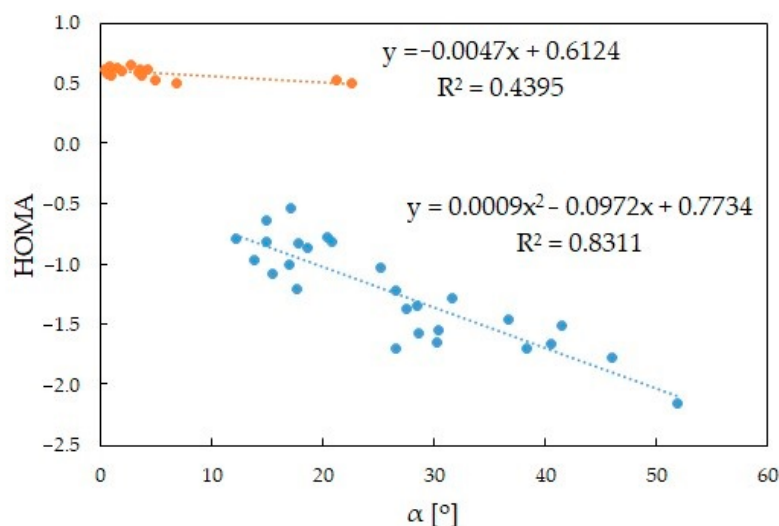 1.0
y =-0.0047x + 0.6124
R² = 0.4395
0.5
0.0
HOMA
-0.5
y = 0.0009x² - 0.0972x + 0.7734
R² = 0.8311
-1.0
-1.5
-2.0
-2.5
0 10 20 30 40 50 60
α [°]